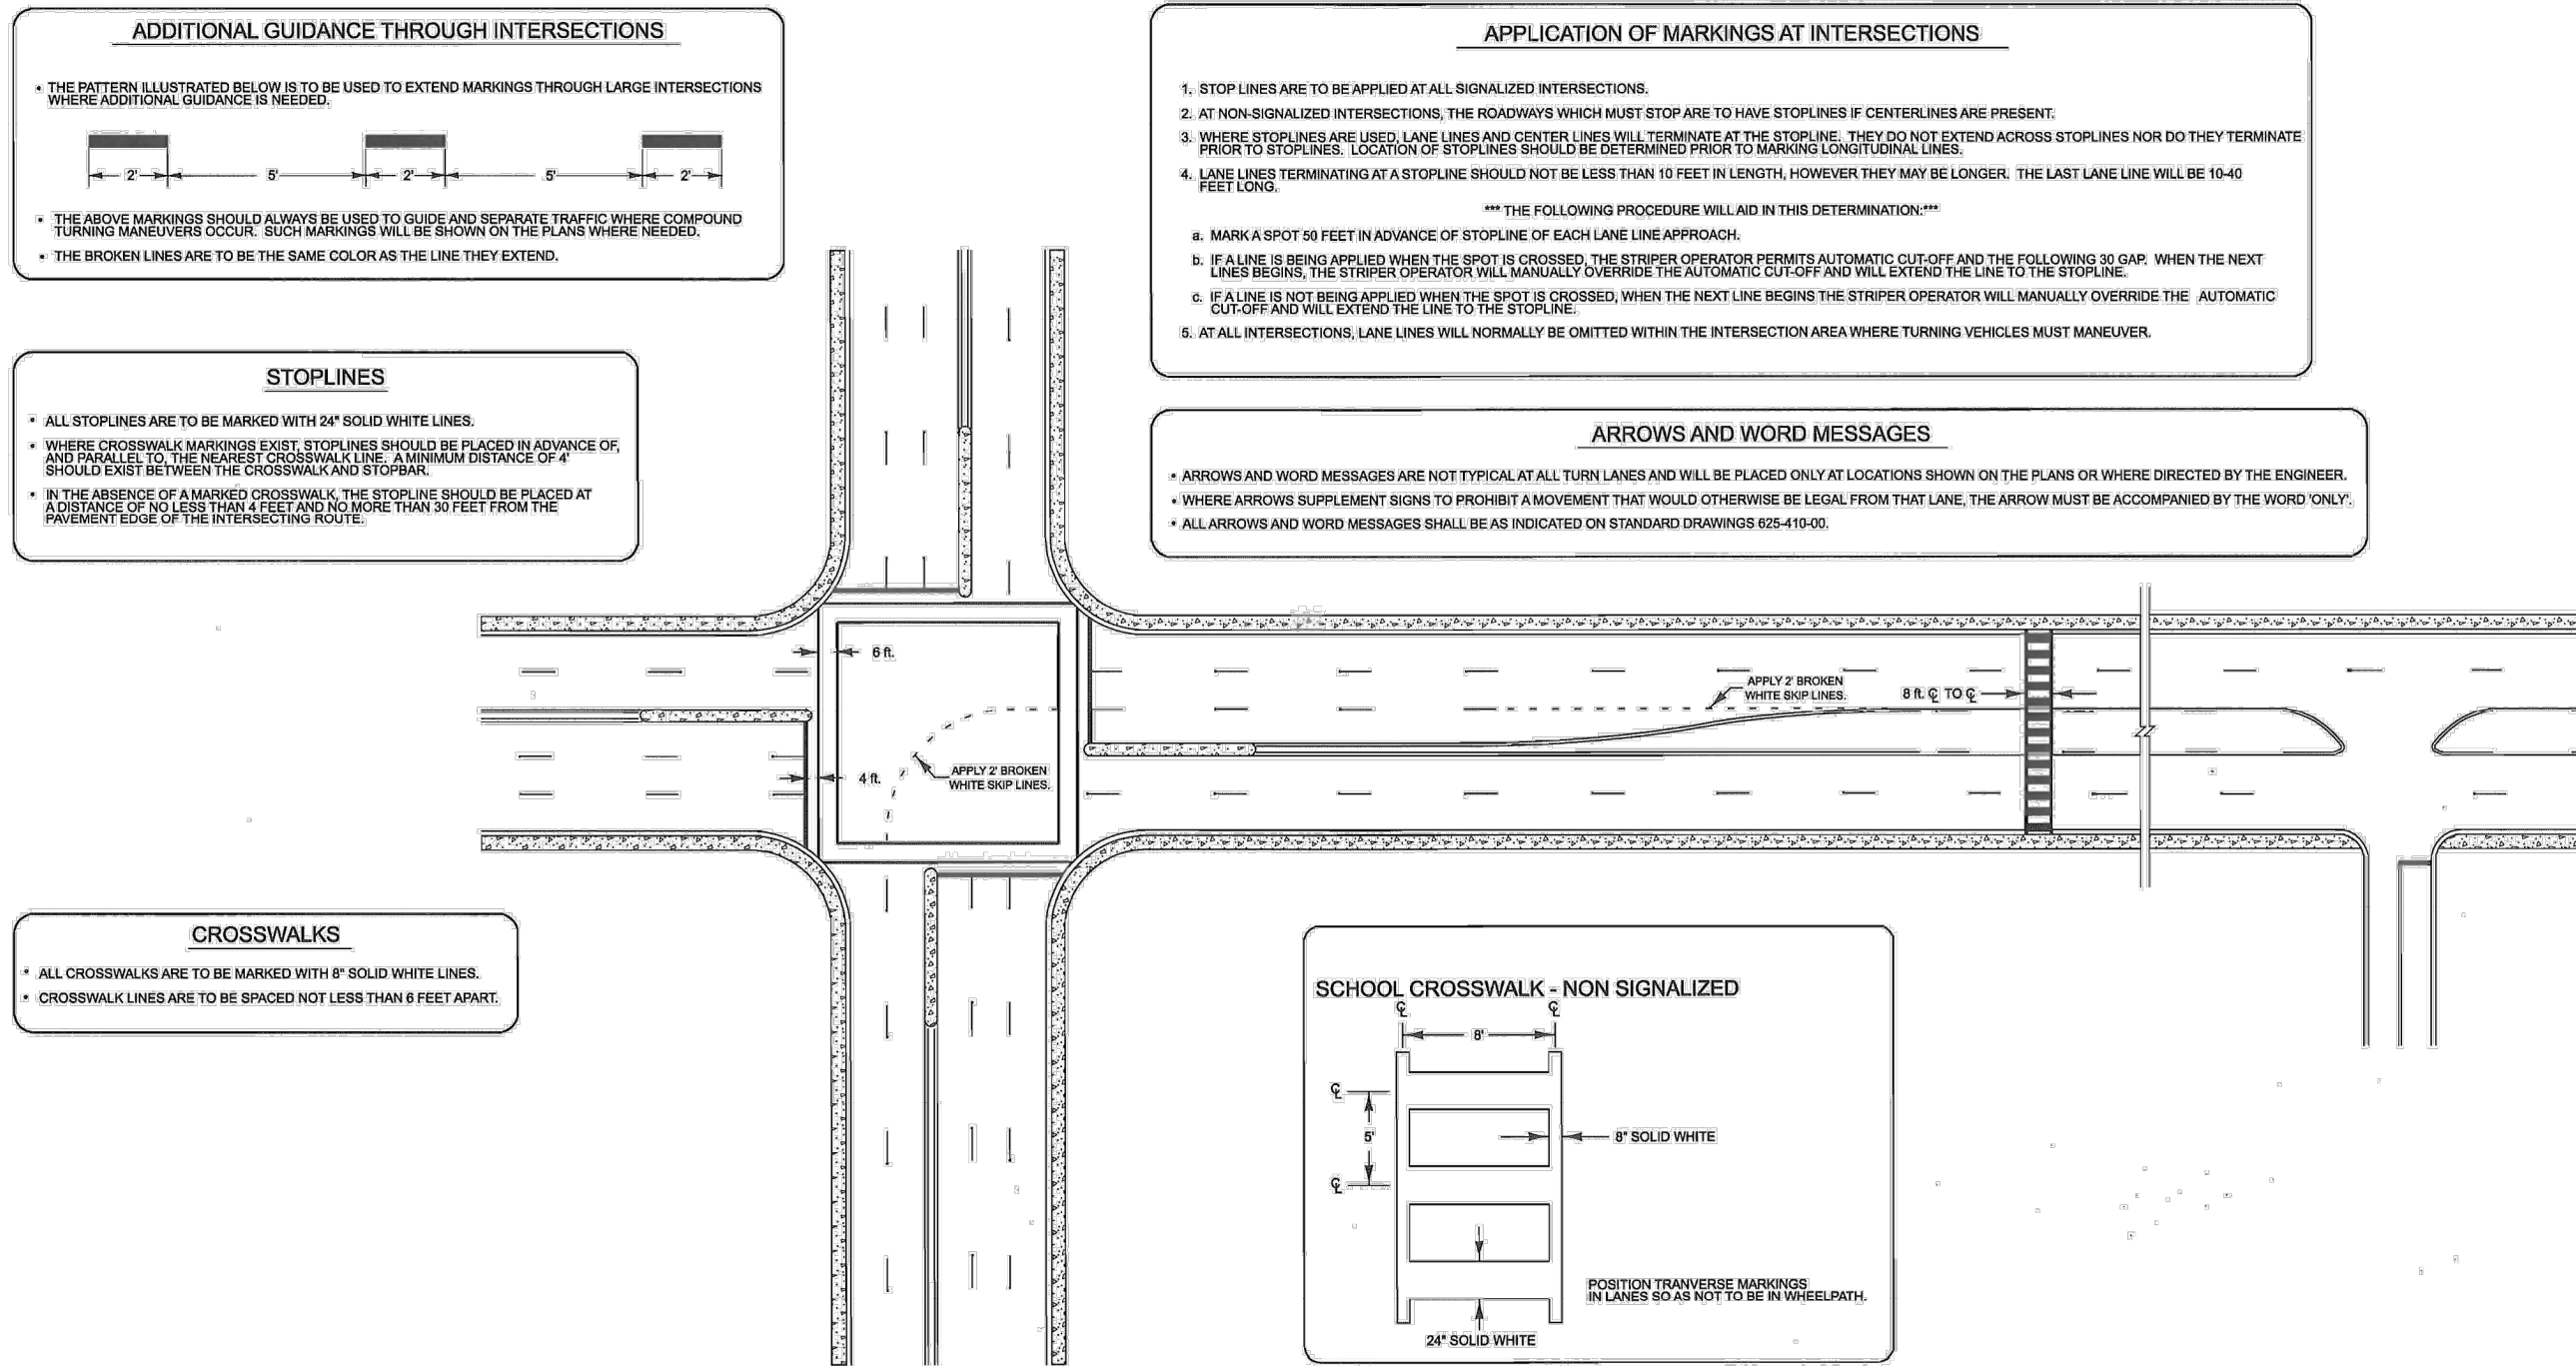 ADDITIONAL GUIDANCE THROUGH INTERSECTIONS
• THE PATTERN ILLUSTRATED BELOW IS TO BE USED TO EXTEND MARKINGS THROUGH LARGE INTERSECTIONS
WHERE ADDITIONAL GUIDANCE IS NEEDED.
2' 5' 2' 5' 2'
• THE ABOVE MARKINGS SHOULD ALWAYS BE USED TO GUIDE AND SEPARATE TRAFFIC WHERE COMPOUND
TURNING MANEUVERS OCCUR. SUCH MARKINGS WILL BE SHOWN ON THE PLANS WHERE NEEDED.
• THE BROKEN LINES ARE TO BE THE SAME COLOR AS THE LINE THEY EXTEND.
APPLICATION OF MARKINGS AT INTERSECTIONS
1. STOP LINES ARE TO BE APPLIED AT ALL SIGNALIZED INTERSECTIONS.
2. AT NON-SIGNALIZED INTERSECTIONS, THE ROADWAYS WHICH MUST STOP ARE TO HAVE STOPLINES IF CENTERLINES ARE PRESENT.
3. WHERE STOPLINES ARE USED, LANE LINES AND CENTER LINES WILL TERMINATE AT THE STOPLINE. THEY DO NOT EXTEND ACROSS STOPLINES NOR DO THEY TERMINATE
PRIOR TO STOPLINES. LOCATION OF STOPLINES SHOULD BE DETERMINED PRIOR TO MARKING LONGITUDINAL LINES.
4. LANE LINES TERMINATING AT A STOPLINE SHOULD NOT BE LESS THAN 10 FEET IN LENGTH, HOWEVER THEY MAY BE LONGER. THE LAST LANE LINE WILL BE 10-40
FEET LONG.
*** THE FOLLOWING PROCEDURE WILL AID IN THIS DETERMINATION:***
a. MARK A SPOT 50 FEET IN ADVANCE OF STOPLINE OF EACH LANE LINE APPROACH.
b. IF A LINE IS BEING APPLIED WHEN THE SPOT IS CROSSED, THE STRIPER OPERATOR PERMITS AUTOMATIC CUT-OFF AND THE FOLLOWING 30 GAP. WHEN THE NEXT
LINES BEGINS, THE STRIPER OPERATOR WILL MANUALLY OVERRIDE THE AUTOMATIC CUT-OFF AND WILL EXTEND THE LINE TO THE STOPLINE.
c. IF A LINE IS NOT BEING APPLIED WHEN THE SPOT IS CROSSED, WHEN THE NEXT LINE BEGINS THE STRIPER OPERATOR WILL MANUALLY OVERRIDE THE AUTOMATIC
CUT-OFF AND WILL EXTEND THE LINE TO THE STOPLINE.
5. AT ALL INTERSECTIONS, LANE LINES WILL NORMALLY BE OMITTED WITHIN THE INTERSECTION AREA WHERE TURNING VEHICLES MUST MANEUVER.
STOPLINES
• ALL STOPLINES ARE TO BE MARKED WITH 24" SOLID WHITE LINES.
• WHERE CROSSWALK MARKINGS EXIST, STOPLINES SHOULD BE PLACED IN ADVANCE OF,
AND PARALLEL TO, THE NEAREST CROSSWALK LINE. A MINIMUM DISTANCE OF 4'
SHOULD EXIST BETWEEN THE CROSSWALK AND STOPBAR.
• IN THE ABSENCE OF A MARKED CROSSWALK, THE STOPLINE SHOULD BE PLACED AT
A DISTANCE OF NO LESS THAN 4 FEET AND NO MORE THAN 30 FEET FROM THE
PAVEMENT EDGE OF THE INTERSECTING ROUTE.
ARROWS AND WORD MESSAGES
• ARROWS AND WORD MESSAGES ARE NOT TYPICAL AT ALL TURN LANES AND WILL BE PLACED ONLY AT LOCATIONS SHOWN ON THE PLANS OR WHERE DIRECTED BY THE ENGINEER.
• WHERE ARROWS SUPPLEMENT SIGNS TO PROHIBIT A MOVEMENT THAT WOULD OTHERWISE BE LEGAL FROM THAT LANE, THE ARROW MUST BE ACCOMPANIED BY THE WORD 'ONLY'.
• ALL ARROWS AND WORD MESSAGES SHALL BE AS INDICATED ON STANDARD DRAWINGS 625-410-00.
6 ft.
APPLY 2' BROKEN
WHITE SKIP LINES.
8 ft. ℄ TO ℄
4 ft.
APPLY 2' BROKEN
WHITE SKIP LINES.
CROSSWALKS
• ALL CROSSWALKS ARE TO BE MARKED WITH 8" SOLID WHITE LINES.
• CROSSWALK LINES ARE TO BE SPACED NOT LESS THAN 6 FEET APART.
SCHOOL CROSSWALK - NON SIGNALIZED
℄ ℄
8'
℄
5'
8" SOLID WHITE
℄
POSITION TRANVERSE MARKINGS
IN LANES SO AS NOT TO BE IN WHEELPATH.
24" SOLID WHITE